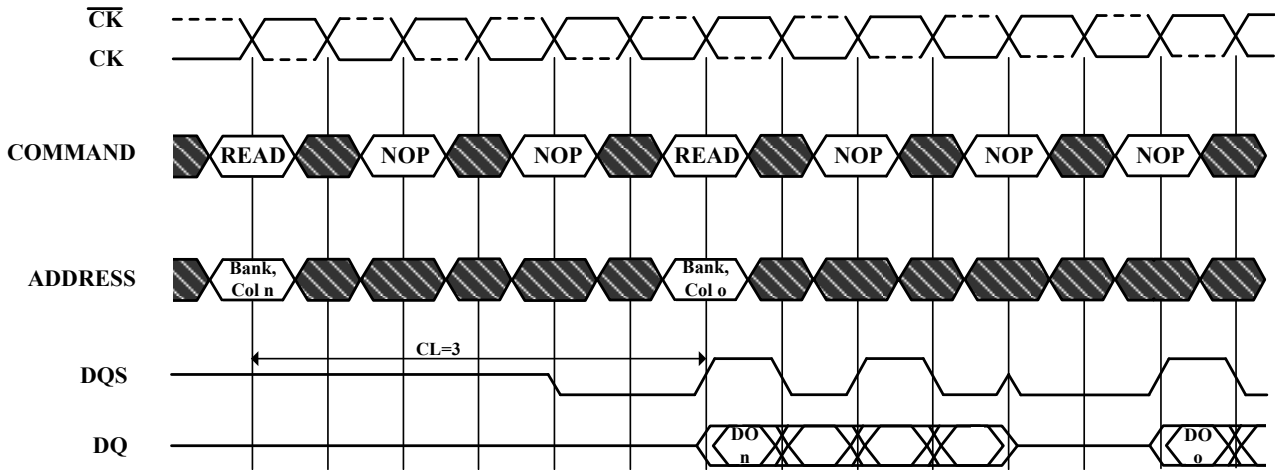 CK
CK
COMMAND READ NOP NOP READ NOP NOP NOP
ADDRESS Bank, Col n Bank, Col o
CL=3
DQS
DQ DO n DO o